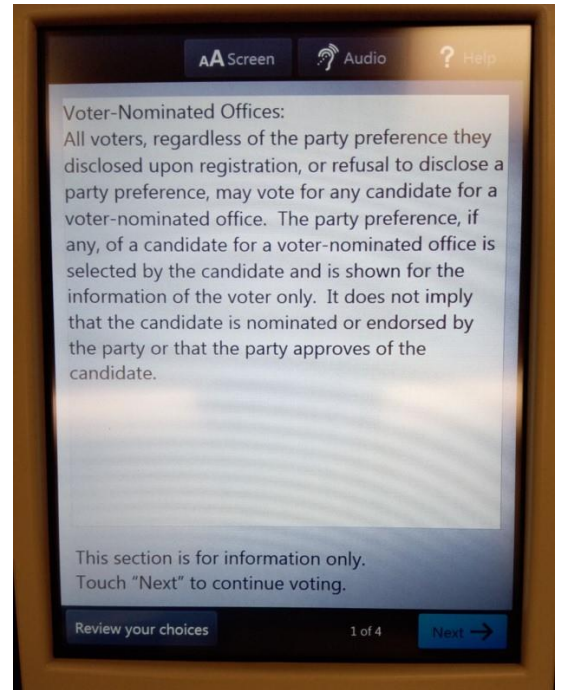 AA Screen
Audio
? Help
Voter-Nominated Offices:
All voters, regardless of the party preference they
disclosed upon registration, or refusal to disclose a
party preference, may vote for any candidate for a
voter-nominated office.  The party preference, if
any, of a candidate for a voter-nominated office is
selected by the candidate and is shown for the
information of the voter only.  It does not imply
that the candidate is nominated or endorsed by
the party or that the party approves of the
candidate.
This section is for information only.
Touch "Next" to continue voting.
Review your choices
1 of 4
Next →